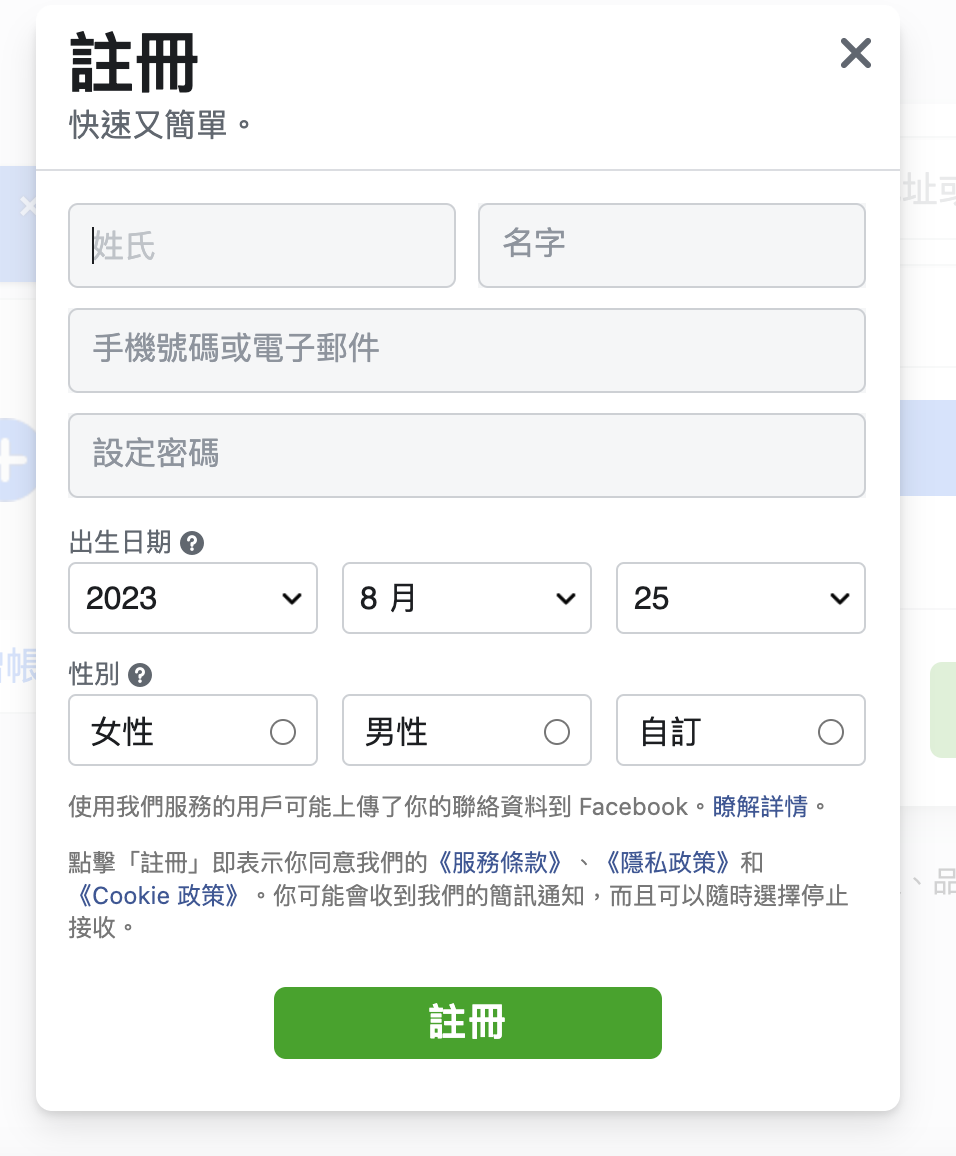 註冊
快速又簡單。
姓氏 名字
手機號碼或電子郵件
設定密碼
出生日期
2023 8 月 25
性別
女性 男性 自訂
使用我們服務的用戶可能上傳了你的聯絡資料到 Facebook。瞭解詳情。
點擊「註冊」即表示你同意我們的《服務條款》、《隱私政策》和
《Cookie 政策》。你可能會收到我們的簡訊通知，而且可以隨時選擇停止
接收。
註冊